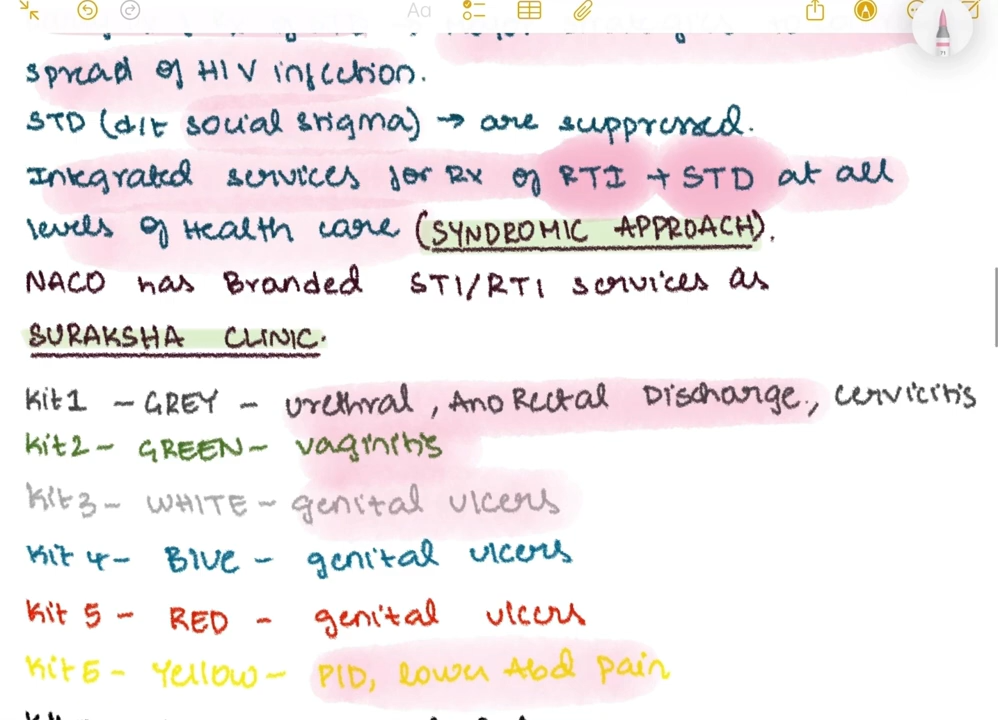 Aa
spread of HIV infection.
STD (d/t social stigma) → are suppressed.
Integrated services for Rx of RTI + STD at all
levels of Health care (SYNDROMIC APPROACH).
NACO has Branded STI/RTI services as
SURAKSHA CLINIC.
Kit1 - GREY - urethral, Ano Rectal Discharge., cervicitis
Kit2 - GREEN - vaginitis
Kit3 - WHITE - genital ulcers
Kit 4 - BlUe - genital ulcers
Kit 5 - RED - genital ulcers
Kit 6 - Yellow - PID, lower Abd pain